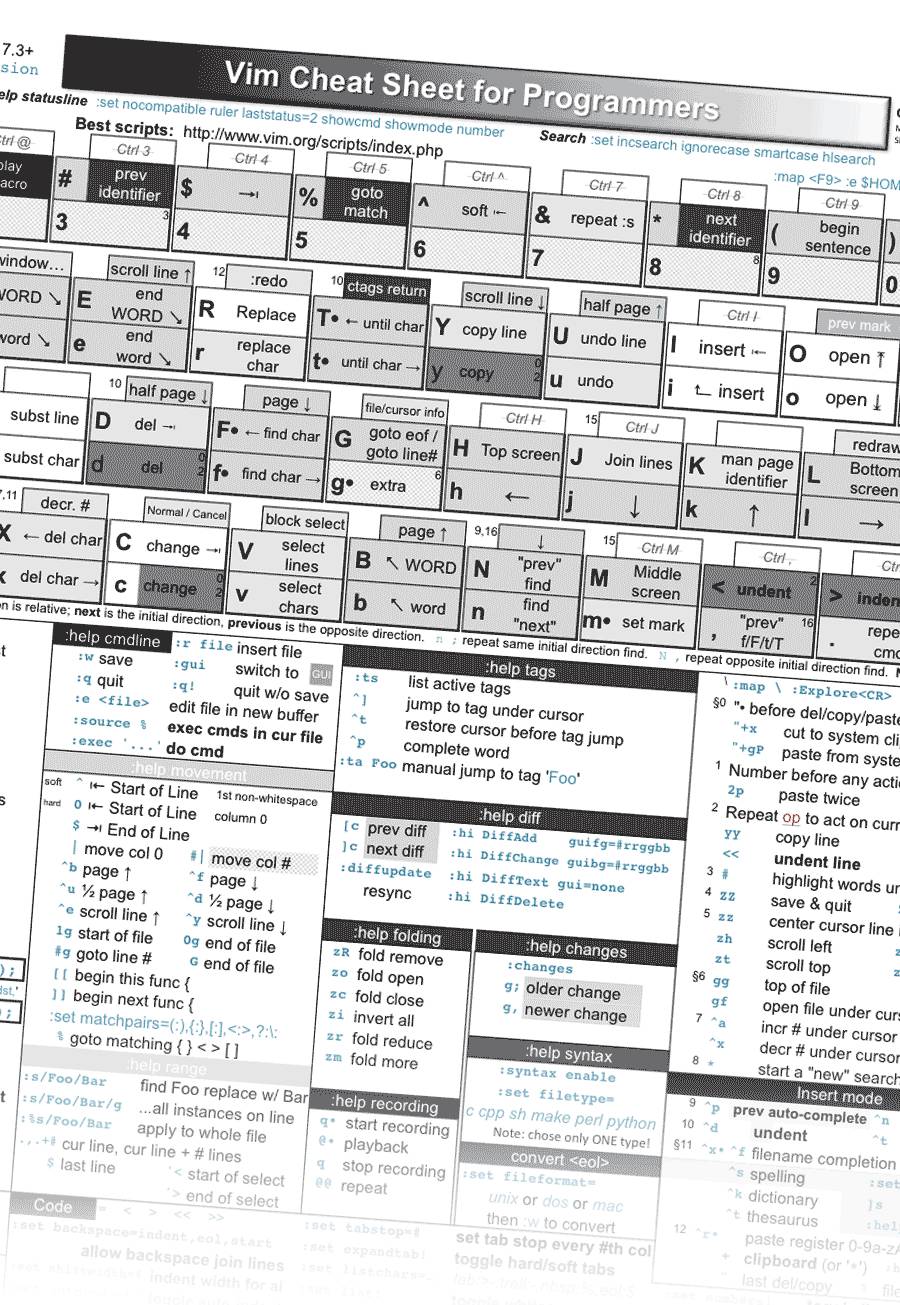 7.3+
Vim Cheat Sheet for Programmers
:set nocompatible ruler laststatus=2 showcmd showmode number
Search :set incsearch ignorecase smartcase hlsearch
Best scripts: http://www.vim.org/scripts/index.php
:map <F9> :e $HOM
Ctrl 3
Ctrl 4
Ctrl 5
Ctrl ^
Ctrl 7
Ctrl 8
Ctrl 9
# prev identifier
$ ⇥
% goto match
^ soft ⇤
& repeat :s
* next identifier
( begin sentence
)
3 3
4
5
6
7
8 8
9
0
window...
scroll line ↑
12 :redo
10 ctags return
scroll line ↓
half page ↑
Ctrl I
prev mark
WORD ↘
E end WORD ↘
R Replace
T• ← until char
Y copy line
U undo line
I insert ⇤
O open ↑
word ↘
e end word ↘
r replace char
t• until char →
y copy 0 2
u undo
i insert
o open ↓
10 half page ↓
page ↓
file/cursor info
Ctrl H
15 Ctrl J
redraw
subst line
D del ⇥
F• ← find char
G goto eof / goto line#
H Top screen
J Join lines
K man page identifier
L Bottom screen
subst char
d del 0 2
f• find char →
g• extra 6
h ←
j ↓
k ↑
l →
7,11 decr. #
Normal / Cancel
block select
page ↑
9,16 ↓
15 Ctrl M
Ctrl ,
X ← del char
C change ⇥
V select lines
B ↖ WORD
N "prev" find
M Middle screen
< undent 2
> inden
x del char →
c change 0 2
v select chars
b ↖ word
n find "next"
m• set mark
, "prev" f/F/t/T 16
. repe cmd
n is relative; next is the initial direction, previous is the opposite direction. n ; repeat same initial direction find. N , repeat opposite initial direction find.
:help cmdline
:w save
:q quit
:e <file> edit file in new buffer
:source % exec cmds in cur file
:exec '...' do cmd
:r file insert file
:gui switch to GUI
:q! quit w/o save
:help movement
soft ^ ⇤ Start of Line 1st non-whitespace
hard 0 ⇤ Start of Line column 0
$ ⇥ End of Line
| move col 0 #| move col #
^b page ↑ ^f page ↓
^u ½ page ↑ ^d ½ page ↓
^e scroll line ↑ ^y scroll line ↓
1g start of file 0g end of file
#g goto line # G end of file
[[ begin this func {
]] begin next func {
:set matchpairs=(:),{:},[:],<:>,?:\:
% goto matching { } < > [ ]
:help range
:s/Foo/Bar find Foo replace w/ Bar
:s/Foo/Bar/g ...all instances on line
:%s/Foo/Bar apply to whole file
.,.+# cur line, cur line + # lines
$ last line '< start of select
'> end of select
:help tags
:ts list active tags
^] jump to tag under cursor
^t restore cursor before tag jump
^p complete word
:ta Foo manual jump to tag 'Foo'
:help diff
[c prev diff :hi DiffAdd guifg=#rrggbb
]c next diff :hi DiffChange guibg=#rrggbb
:diffupdate :hi DiffText gui=none
resync :hi DiffDelete
:help folding
zR fold remove
zo fold open
zc fold close
zi invert all
zr fold reduce
zm fold more
:help recording
q• start recording
@• playback
q stop recording
@@ repeat
:help changes
:changes
g; older change
g, newer change
:help syntax
:syntax enable
:set filetype=
c cpp sh make perl python
Note: chose only ONE type!
convert <eol>
:set fileformat=
unix or dos or mac
then :w to convert
\ :map \ :Explore<CR>
§0 "• before del/copy/paste
"+x cut to system cli
"+gP paste from syste
1 Number before any actio
2p paste twice
2 Repeat op to act on curr
yy copy line
<< undent line
3 # highlight words un
4 zz save & quit
5 zz center cursor line
zh scroll left
zt scroll top
§6 gg top of file
gf open file under curs
7 ^a incr # under cursor
^x decr # under cursor
8 * start a "new" search
Insert mode
9 ^p prev auto-complete ^n
10 ^d undent ^t
§11 ^x• ^f filename completion
^s spelling
^k dictionary ]s
^t thesaurus
12 ^r• paste register 0-9a-zA
+ clipboard (or '*')
last del/copy
Code = < > << >>
:set backspace=indent,eol,start
allow backspace join lines
indent width for
:set tabstop=# set tab stop every #th col
:set expandtab! toggle hard/soft tabs